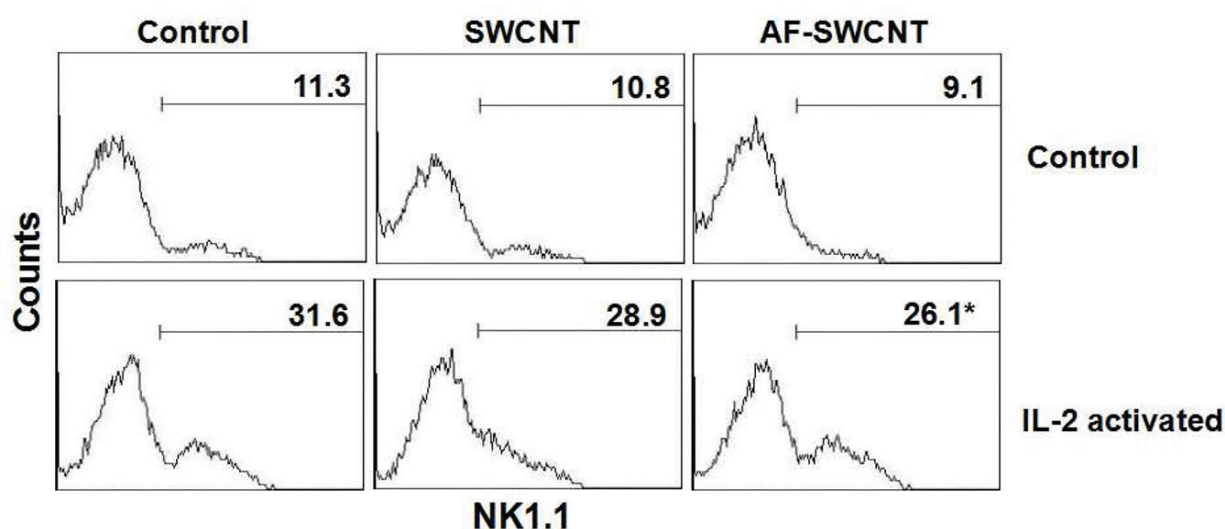 Control SWCNT AF-SWCNT
11.3 10.8 9.1
Control
Counts
31.6 28.9 26.1*
IL-2 activated
NK1.1